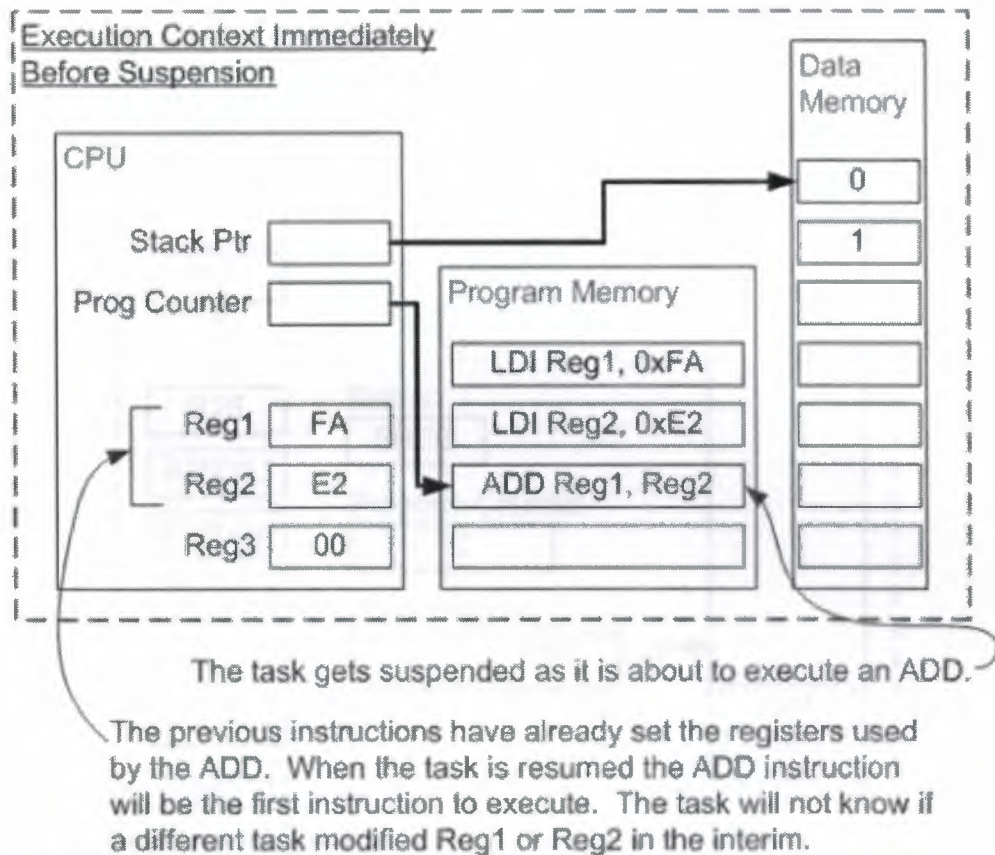 Execution Context Immediately
Before Suspension
Data
Memory
CPU
0
Stack Ptr
1
Prog Counter
Program Memory
LDI Reg1, 0xFA
Reg1 FA
LDI Reg2, 0xE2
Reg2 E2
ADD Reg1, Reg2
Reg3 00
The task gets suspended as it is about to execute an ADD.
The previous instructions have already set the registers used
by the ADD. When the task is resumed the ADD instruction
will be the first instruction to execute. The task will not know if
a different task modified Reg1 or Reg2 in the interim.